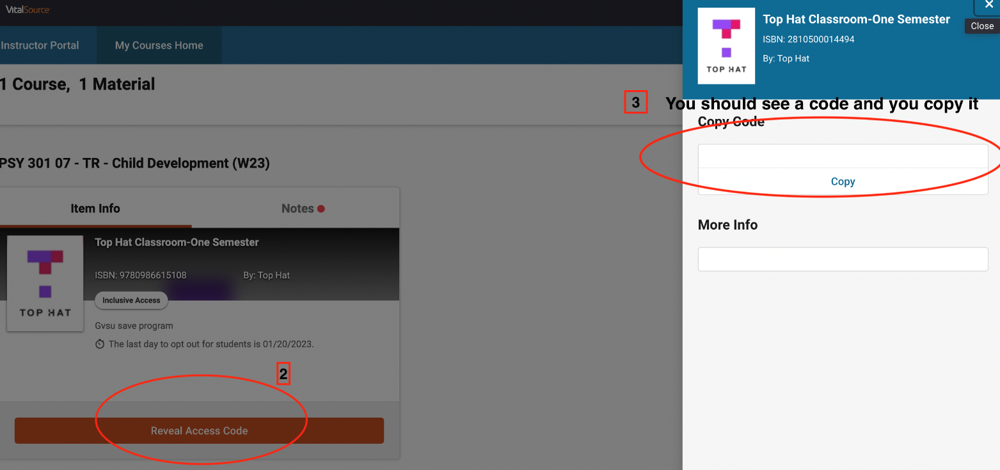 VitalSource
Instructor Portal
My Courses Home
1 Course, 1 Material
PSY 301 07 - TR - Child Development (W23)
Item Info
Notes
TOP HAT
Top Hat Classroom-One Semester
ISBN: 9780986615108
By: Top Hat
Inclusive Access
Gvsu save program
The last day to opt out for students is 01/20/2023.
2
Reveal Access Code
TOP HAT
Top Hat Classroom-One Semester
ISBN: 2810500014494
By: Top Hat
Close
3 You should see a code and you copy it
Copy Code
Copy
More Info